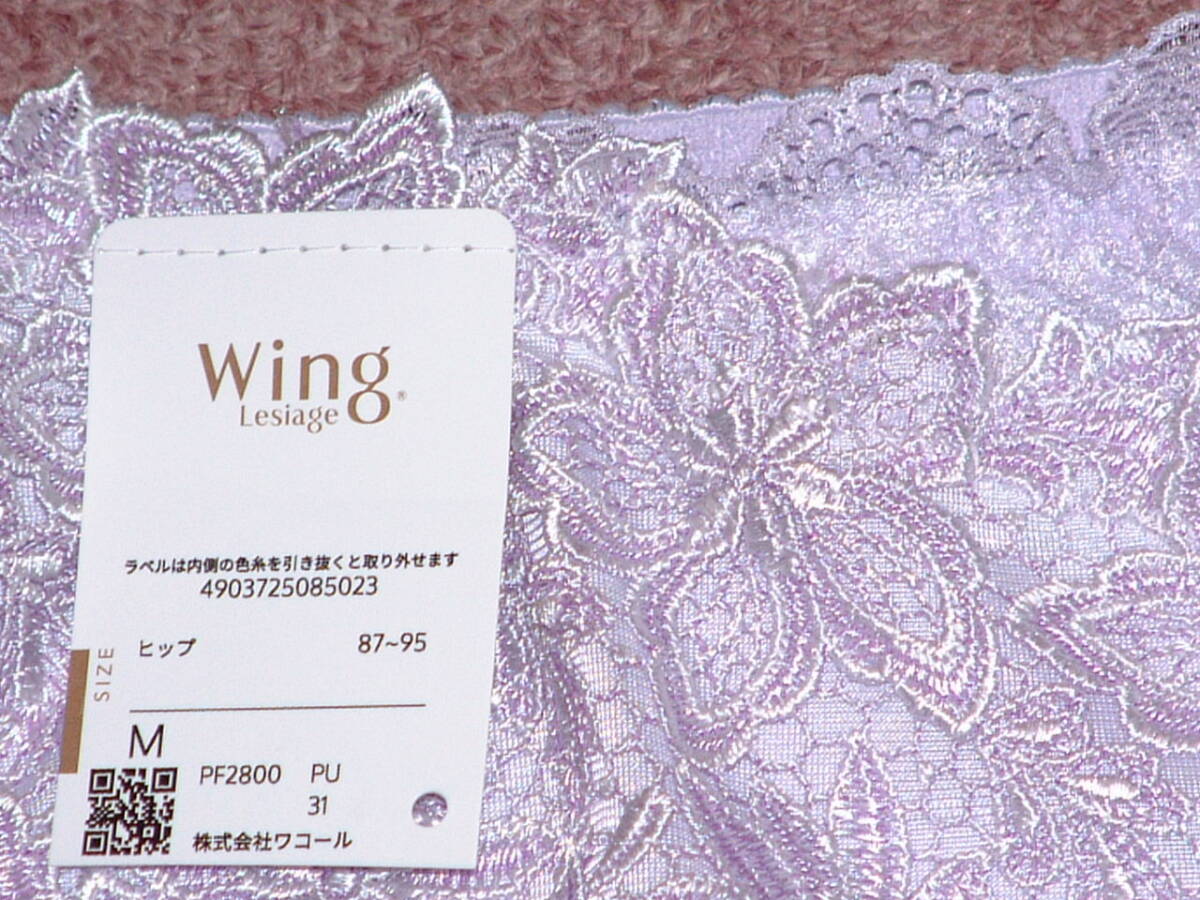 Wing®
Lesiage
ラベルは内側の色糸を引き抜くと取り外せます
4903725085023
ヒップ 87~95
SIZE
M
PF2800 PU
31
株式会社ワコール